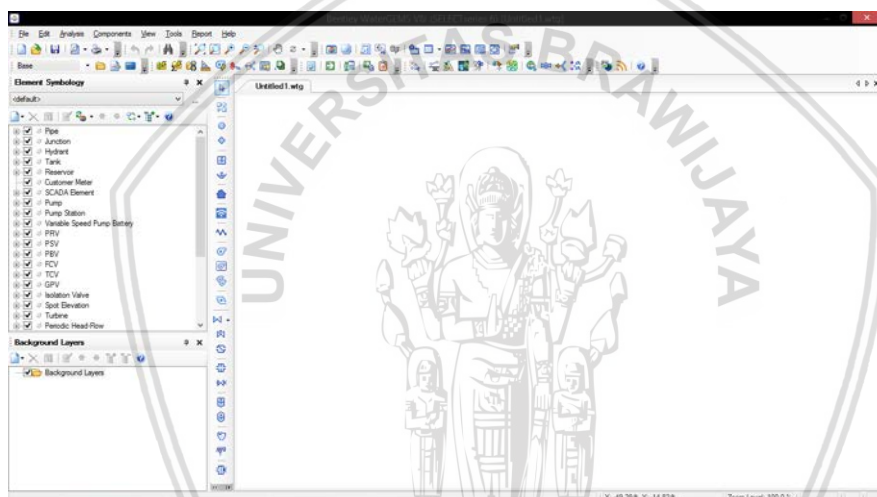 Bentley WaterGEMS V8i (SELECTseries 6) [Untitled1.wtg]
File Edit Analysis Components View Tools Report Help
Base
Element Symbology
<default>
Pipe
Junction
Hydrant
Tank
Reservoir
Customer Meter
SCADA Element
Pump
Pump Station
Variable Speed Pump Battery
PRV
PSV
PBV
FCV
TCV
GPV
Isolation Valve
Spot Elevation
Turbine
Periodic Head-Flow
Background Layers
Background Layers
Untitled1.wtg
UNIVERSITAS BRAWIJAYA